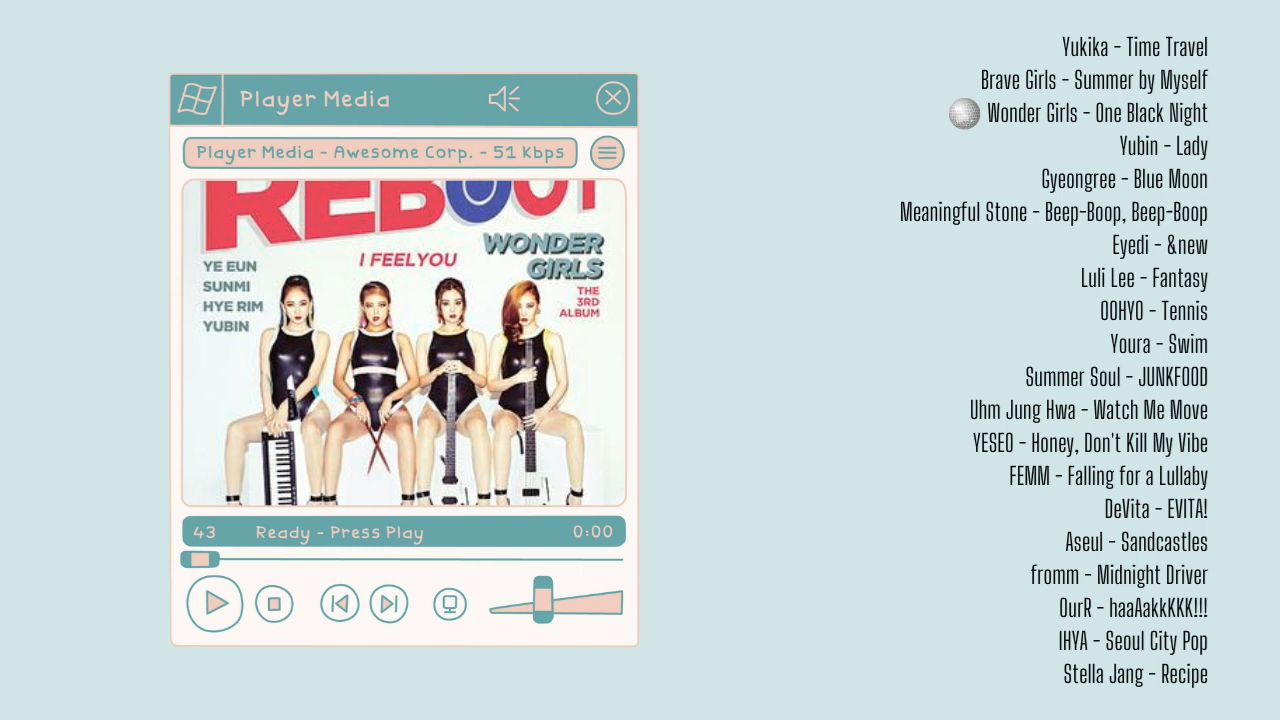 Player Media
Player Media - Awesome Corp. - 51 Kbps
REBOOT
WONDER
GIRLS
I FEEL YOU
YE EUN
SUNMI
HYE RIM
YUBIN
THE
3RD
ALBUM
43 Ready - Press Play 0:00
Yukika - Time Travel
Brave Girls - Summer by Myself
Wonder Girls - One Black Night
Yubin - Lady
Gyeongree - Blue Moon
Meaningful Stone - Beep-Boop, Beep-Boop
Eyedi - &new
Luli Lee - Fantasy
OOHYO - Tennis
Youra - Swim
Summer Soul - JUNKFOOD
Uhm Jung Hwa - Watch Me Move
YESEO - Honey, Don't Kill My Vibe
FEMM - Falling for a Lullaby
DeVita - EVITA!
Aseul - Sandcastles
fromm - Midnight Driver
OurR - haaAakkKKK!!!
IHYA - Seoul City Pop
Stella Jang - Recipe